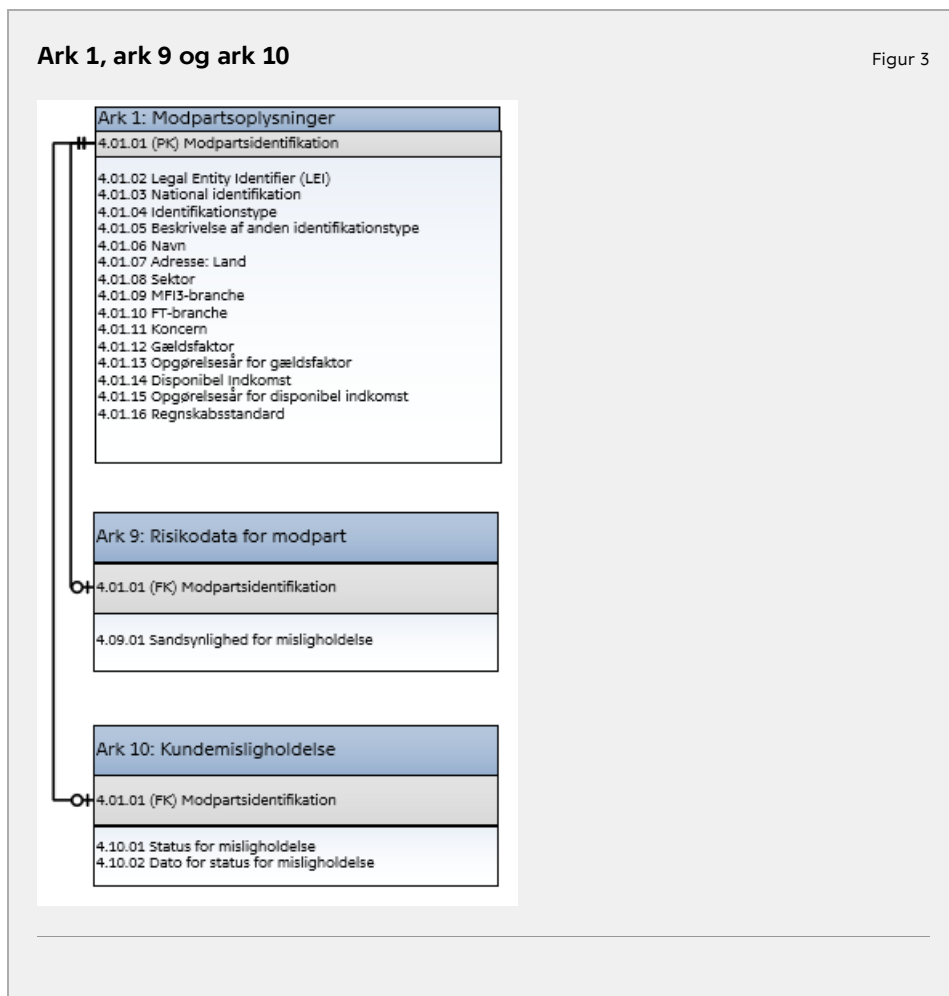 Ark 1, ark 9 og ark 10
Figur 3
Ark 1: Modpartsoplysninger
4.01.01 (PK) Modpartsidentifikation
4.01.02 Legal Entity Identifier (LEI)
4.01.03 National identifikation
4.01.04 Identifikationstype
4.01.05 Beskrivelse af anden identifikationstype
4.01.06 Navn
4.01.07 Adresse: Land
4.01.08 Sektor
4.01.09 MFI3-branche
4.01.10 FT-branche
4.01.11 Koncern
4.01.12 Gældsfaktor
4.01.13 Opgørelsesår for gældsfaktor
4.01.14 Disponibel Indkomst
4.01.15 Opgørelsesår for disponibel indkomst
4.01.16 Regnskabsstandard
Ark 9: Risikodata for modpart
4.01.01 (FK) Modpartsidentifikation
4.09.01 Sandsynlighed for misligholdelse
Ark 10: Kundemisligholdelse
4.01.01 (FK) Modpartsidentifikation
4.10.01 Status for misligholdelse
4.10.02 Dato for status for misligholdelse